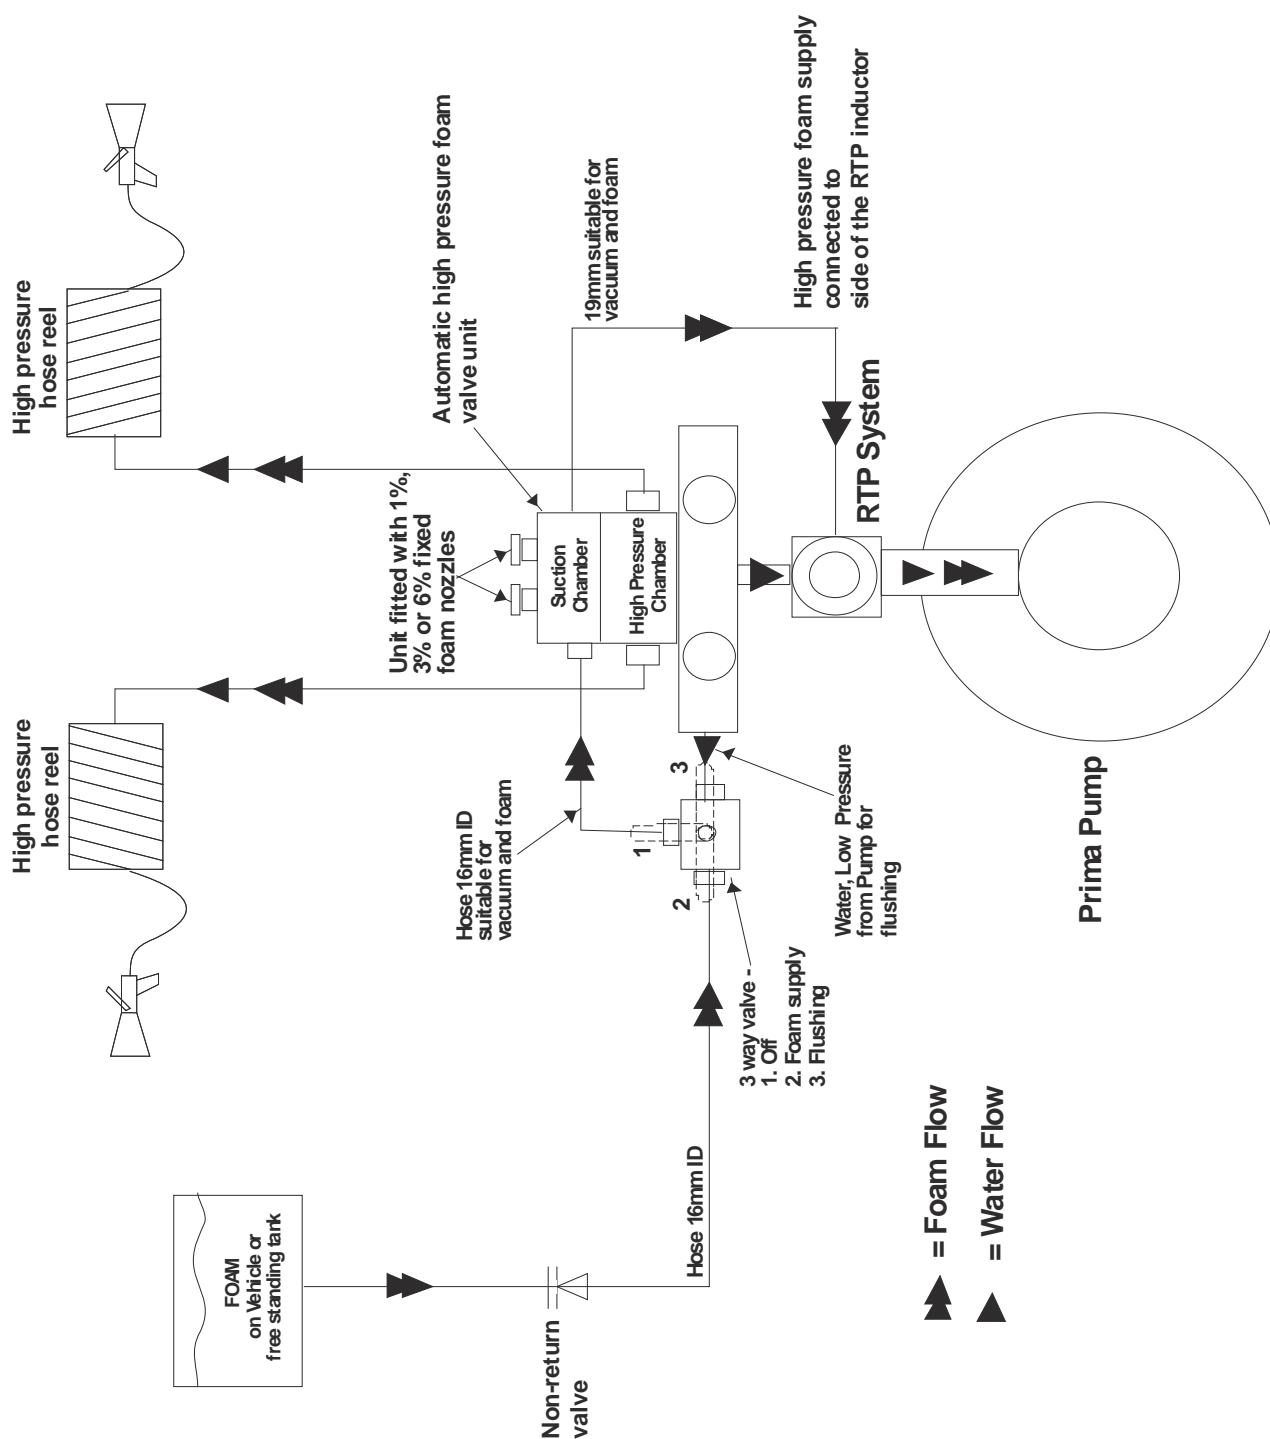 High pressure
hose reel
High pressure
hose reel
Unit fitted with 1%,
3% or 6% fixed
foam nozzles
Automatic high pressure foam
valve unit
Suction
Chamber
High Pressure
Chamber
19mm suitable for
vacuum and foam
High pressure foam supply
connected to
side of the RTP inductor
RTP System
Prima Pump
FOAM
on Vehicle or
free standing tank
Non-return
valve
Hose 16mm ID
Hose 16mm ID
suitable for
vacuum and foam
1
2
3
3 way valve -
1. Off
2. Foam supply
3. Flushing
Water, Low Pressure
from Pump for
flushing
= Foam Flow
= Water Flow